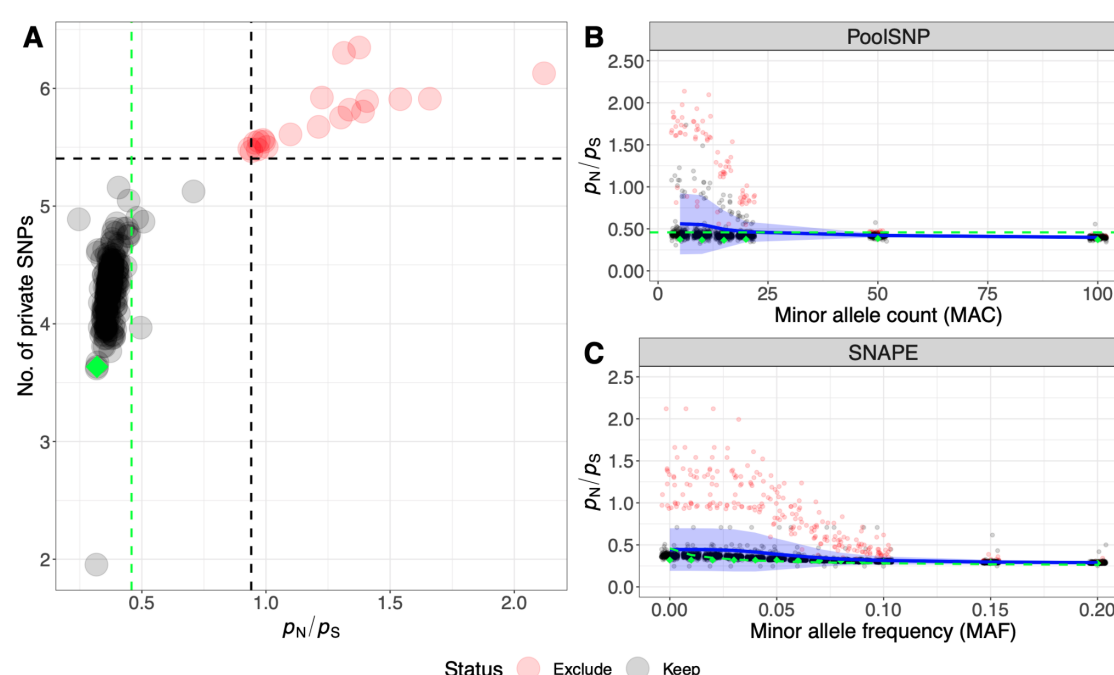 A
No. of private SNPs
6
5
4
3
2
0.5
1.0
1.5
2.0
pN/pS
B
PoolSNP
pN/pS
2.50
2.00
1.50
1.00
0.50
0.00
0
25
50
75
100
Minor allele count (MAC)
C
SNAPE
pN/pS
2.5
2.0
1.5
1.0
0.5
0.0
0.00
0.05
0.10
0.15
0.20
Minor allele frequency (MAF)
Status Exclude Keep